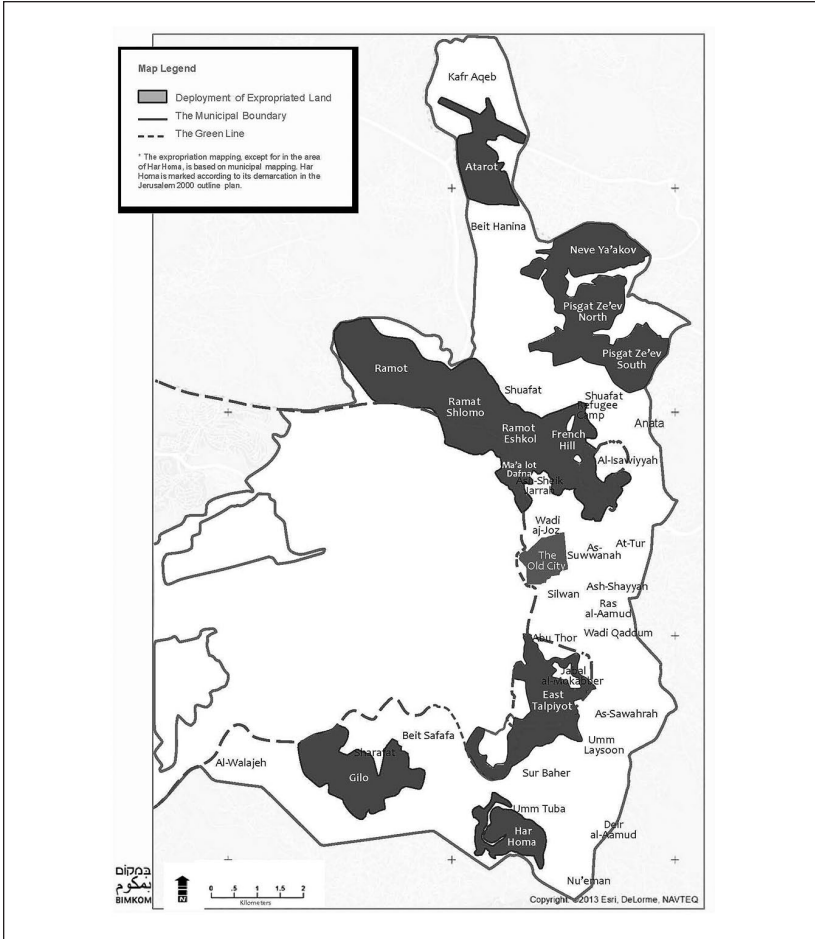 Map Legend
Deployment of Expropriated Land
The Municipal Boundary
The Green Line
* The expropriation mapping, except for in the area
of Har Homa, is based on municipal mapping. Har
Homa is marked according to its demarcation in the
Jerusalem 2000 outline plan.
Kafr Aqeb
Atarot
Beit Hanina
Neve Ya'akov
Pisgat Ze'ev
North
Pisgat Ze'ev
South
Ramot
Shuafat
Shuafat
Refugee
Camp
Ramat
Shlomo
Anata
Ramot
Eshkol
French
Hill
Al-Isawiyyah
Ma'a lot
Dafna
Ash-Sheik
Jarrah
Wadi
aj-Joz
At-Tur
As-
Suwwanah
The
Old City
Ash-Shayyah
Silwan
Ras
al-Aamud
Abu Thor
Wadi Qaddum
Jabal
al-Mokabber
East
Talpiyot
As-Sawahrah
Beit Safafa
Umm
Laysoon
Sharafat
Al-Walajeh
Gilo
Sur Baher
Umm Tuba
Har
Homa
Deir
al-Aamud
Nu'eman
במקום
بمكوم
BIMKOM
N
0 .5 1 2
Kilometers
Copyright: ©2013 Esri, DeLorme, NAVTEQ